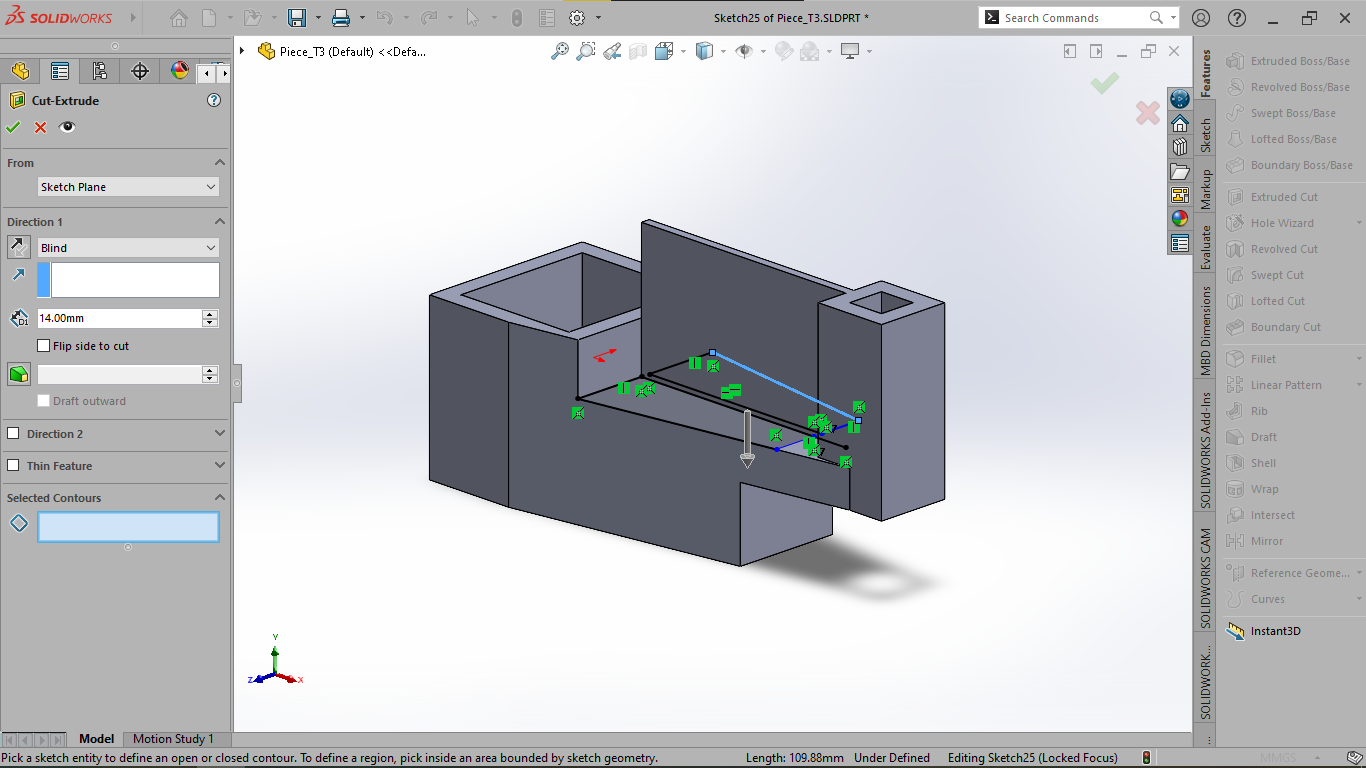 SOLIDWORKS
Sketch25 of Piece_T3.SLDPRT *
Search Commands
Piece_T3 (Default) <<Defa...
Cut-Extrude
From
Sketch Plane
Direction 1
Blind
14.00mm
Flip side to cut
Draft outward
Direction 2
Thin Feature
Selected Contours
Y
Z
X
Features
Sketch
Markup
Evaluate
MBD Dimensions
SOLIDWORKS Add-Ins
SOLIDWORKS CAM
SOLIDWORK...
Extruded Boss/Base
Revolved Boss/Base
Swept Boss/Base
Lofted Boss/Base
Boundary Boss/Base
Extruded Cut
Hole Wizard
Revolved Cut
Swept Cut
Lofted Cut
Boundary Cut
Fillet
Linear Pattern
Rib
Draft
Shell
Wrap
Intersect
Mirror
Reference Geome...
Curves
Instant3D
Model
Motion Study 1
Pick a sketch entity to define an open or closed contour. To define a region, pick inside an area bounded by sketch geometry.
Length: 109.88mm
Under Defined
Editing Sketch25 (Locked Focus)
MMGS